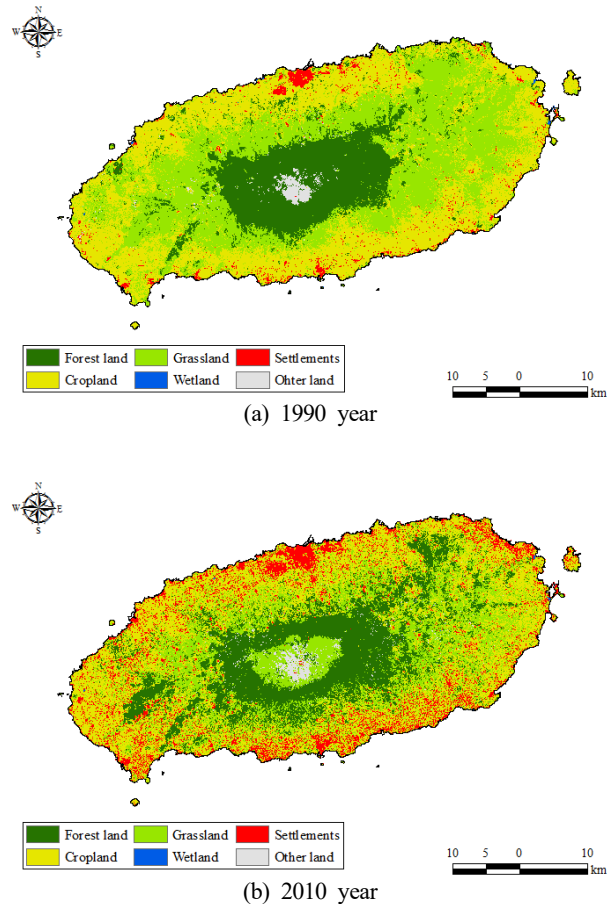 N
W E
S
Forest land Grassland Settlements
Cropland Wetland Ohter land
10 5 0 10
km
(a) 1990 year
N
W E
S
Forest land Grassland Settlements
Cropland Wetland Other land
10 5 0 10
km
(b) 2010 year